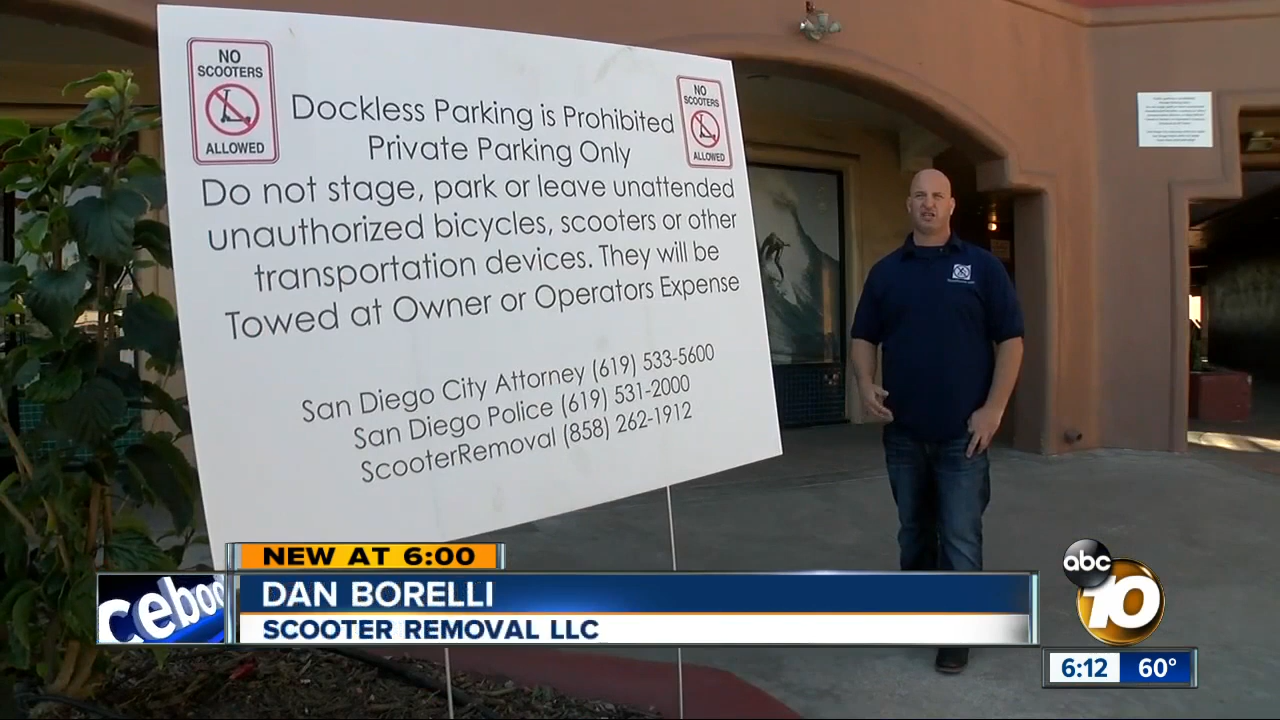 NO
SCOOTERS
ALLOWED
NO
SCOOTERS
ALLOWED
Dockless Parking is Prohibited
Private Parking Only
Do not stage, park or leave unattended
unauthorized bicycles, scooters or other
transportation devices. They will be
Towed at Owner or Operators Expense
San Diego City Attorney (619) 533-5600
San Diego Police (619) 531-2000
ScooterRemoval (858) 262-1912
NEW AT 6:00
DAN BORELLI
SCOOTER REMOVAL LLC
ceboo
abc
10
6:12 60°